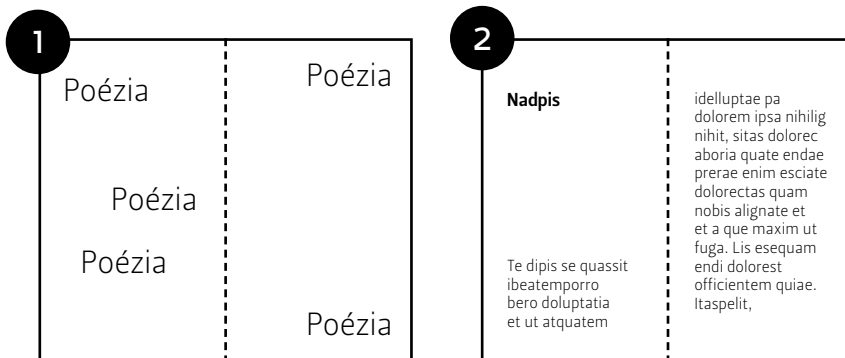 1
Poézia
Poézia
Poézia
Poézia
Poézia
2
Nadpis
Te dipis se quassit
ibeatemporro
bero doluptatia
et ut atquatem
idelluptae pa
dolorem ipsa nihilig
nihit, sitas dolorec
aboria quate endae
prerae enim esciate
dolorectas quam
nobis alignate et
et a que maxim ut
fuga. Lis esequam
endi dolorest
officientem quiae.
Itaspelit,